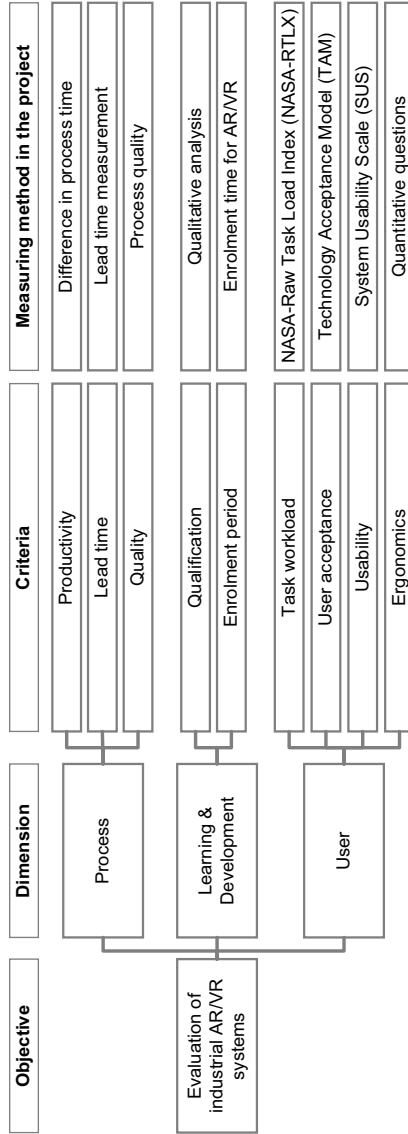 Objective
Dimension
Criteria
Measuring method in the project
Evaluation of
industrial AR/VR
systems
Process
Productivity
Difference in process time
Lead time
Lead time measurement
Quality
Process quality
Learning &
Development
Qualification
Qualitative analysis
Enrolment period
Enrolment time for AR/VR
User
Task workload
NASA-Raw Task Load Index (NASA-RTLX)
User acceptance
Technology Acceptance Model (TAM)
Usability
System Usability Scale (SUS)
Ergonomics
Quantitative questions